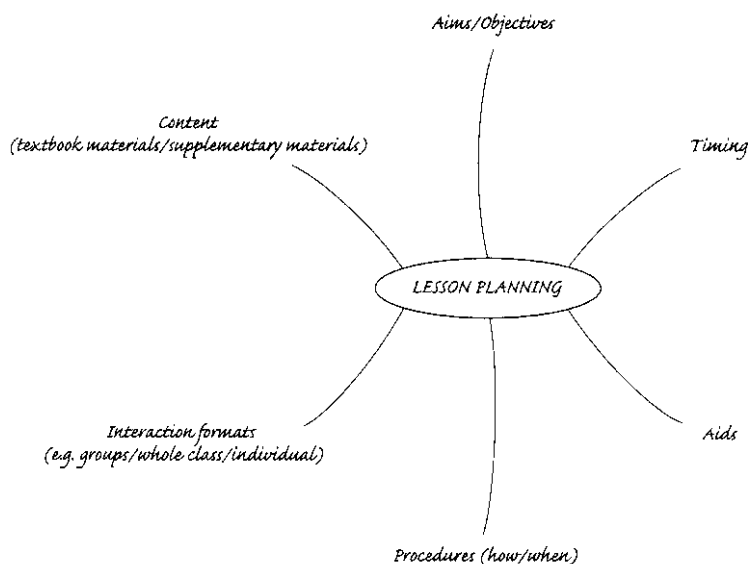 Aims/Objectives
Content
(textbook materials/supplementary materials)
Timing
LESSON PLANNING
Interaction formats
(e.g. groups/whole class/individual)
Aids
Procedures (how/when)